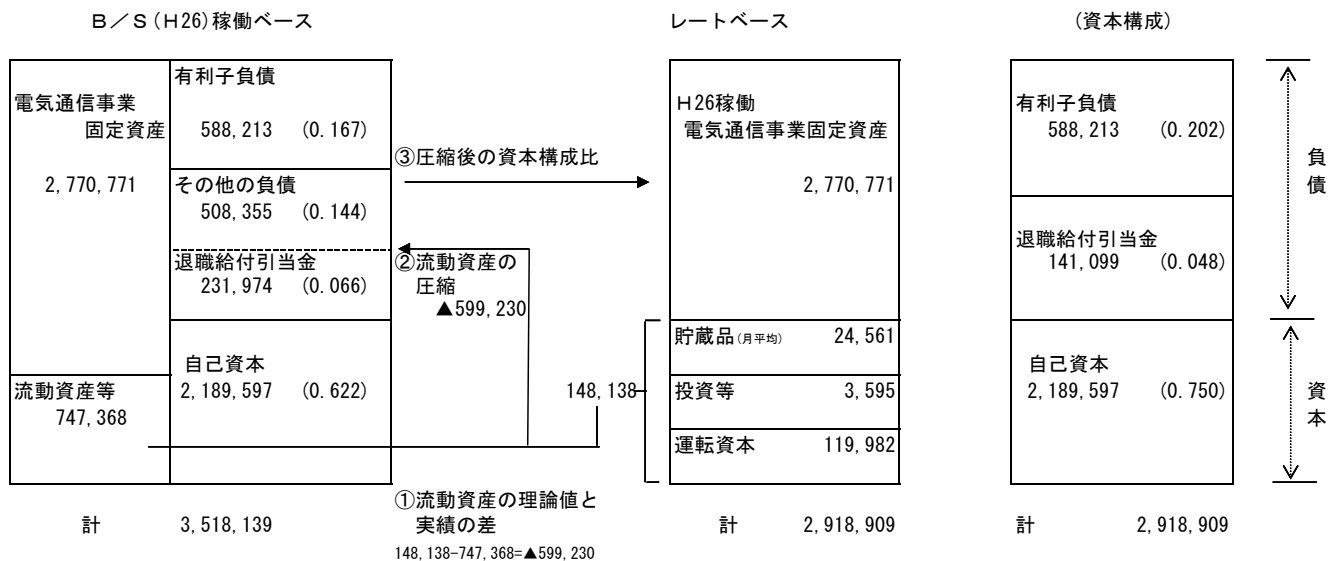 B／S(H26)稼働ベース
有利子負債
電気通信事業
固定資産
588,213 (0.167)
2,770,771
その他の負債
508,355 (0.144)
退職給付引当金
231,974 (0.066)
自己資本
2,189,597 (0.622)
流動資産等
747,368
計 3,518,139
③圧縮後の資本構成比
②流動資産の
圧縮
▲599,230
148,138
①流動資産の理論値と
実績の差
148,138−747,368=▲599,230
レートベース
H26稼働
電気通信事業固定資産
2,770,771
貯蔵品(月平均) 24,561
投資等 3,595
運転資本 119,982
計 2,918,909
(資本構成)
有利子負債
588,213 (0.202)
退職給付引当金
141,099 (0.048)
自己資本
2,189,597 (0.750)
計 2,918,909
負
債
資
本